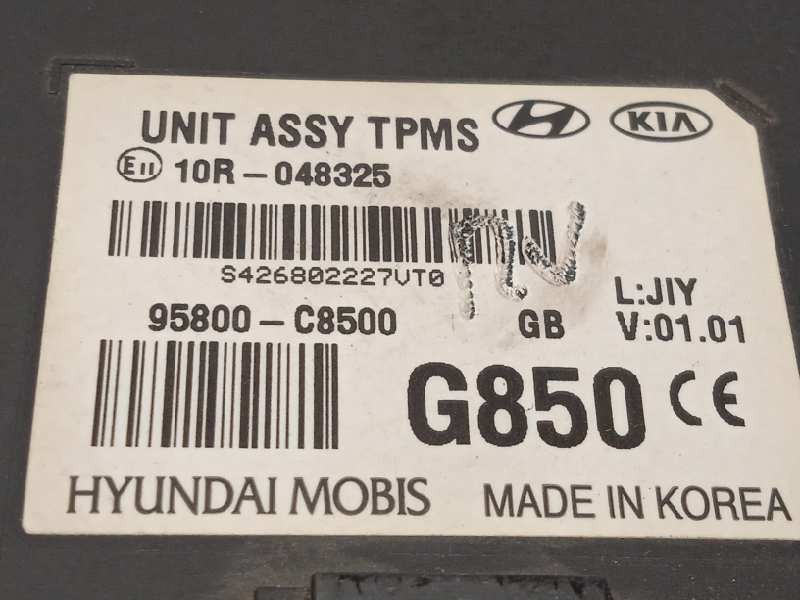 UNIT ASSY TPMS
KIA
E11 10R-048325
S426802227VT0
95800-C8500 GB
L:JIY
V:01.01
G850 CE
HYUNDAI MOBIS MADE IN KOREA